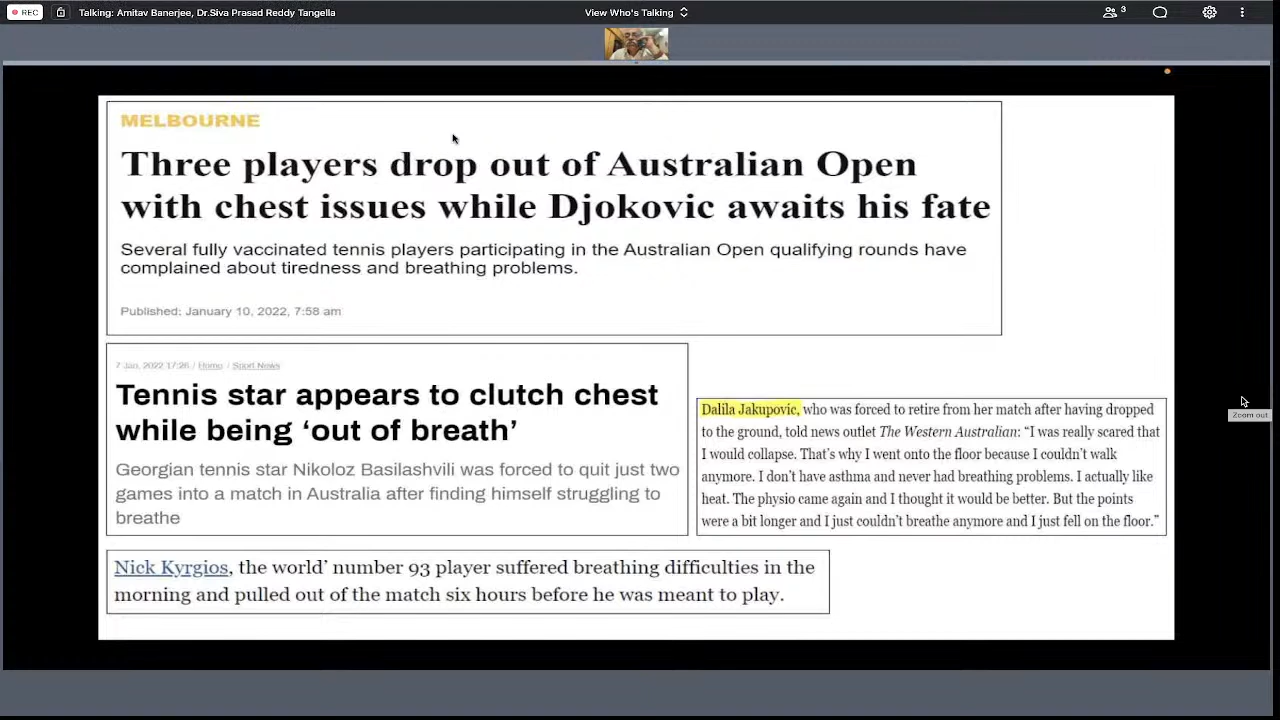 REC
Talking: Amitav Banerjee, Dr.Siva Prasad Reddy Tangella
View Who's Talking
3
MELBOURNE
Three players drop out of Australian Open
with chest issues while Djokovic awaits his fate
Several fully vaccinated tennis players participating in the Australian Open qualifying rounds have
complained about tiredness and breathing problems.
Published: January 10, 2022, 7:58 am
7 Jan, 2022 17:26 / Home / Sport News
Tennis star appears to clutch chest
while being ‘out of breath’
Georgian tennis star Nikoloz Basilashvili was forced to quit just two
games into a match in Australia after finding himself struggling to
breathe
Dalila Jakupovic, who was forced to retire from her match after having dropped
to the ground, told news outlet The Western Australian: “I was really scared that
I would collapse. That’s why I went onto the floor because I couldn’t walk
anymore. I don’t have asthma and never had breathing problems. I actually like
heat. The physio came again and I thought it would be better. But the points
were a bit longer and I just couldn’t breathe anymore and I just fell on the floor.”
Zoom out
Nick Kyrgios, the world’ number 93 player suffered breathing difficulties in the
morning and pulled out of the match six hours before he was meant to play.